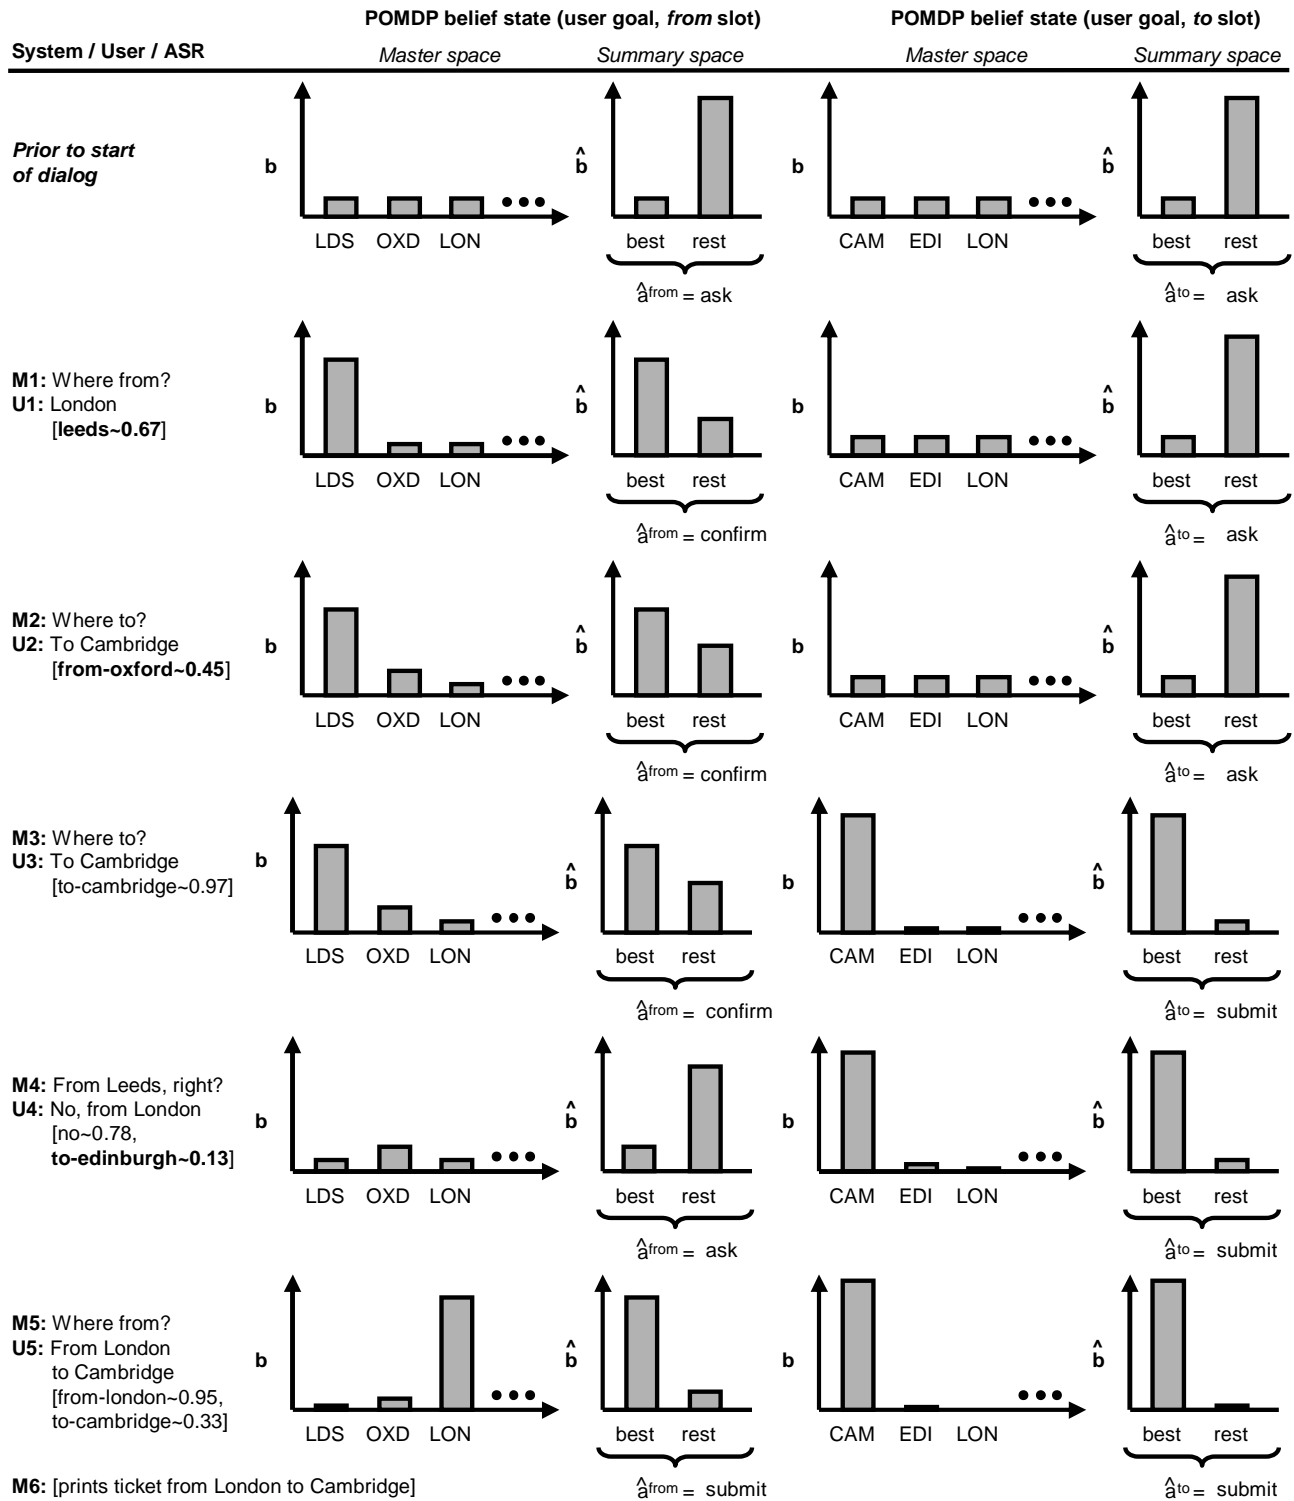 POMDP belief state (user goal, from slot) POMDP belief state (user goal, to slot)
System / User / ASR Master space Summary space Master space Summary space
Prior to start
of dialog
b b̂ b b̂
LDS OXD LON ••• best rest CAM EDI LON ••• best rest
âfrom = ask âto = ask
M1: Where from?
U1: London
[leeds~0.67]
b b̂ b b̂
LDS OXD LON ••• best rest CAM EDI LON ••• best rest
âfrom = confirm âto = ask
M2: Where to?
U2: To Cambridge
[from-oxford~0.45]
b b̂ b b̂
LDS OXD LON ••• best rest CAM EDI LON ••• best rest
âfrom = confirm âto = ask
M3: Where to?
U3: To Cambridge
[to-cambridge~0.97]
b b̂ b b̂
LDS OXD LON ••• best rest CAM EDI LON ••• best rest
âfrom = confirm âto = submit
M4: From Leeds, right?
U4: No, from London
[no~0.78,
to-edinburgh~0.13]
b b̂ b b̂
LDS OXD LON ••• best rest CAM EDI LON ••• best rest
âfrom = ask âto = submit
M5: Where from?
U5: From London
to Cambridge
[from-london~0.95,
to-cambridge~0.33]
b b̂ b b̂
LDS OXD LON ••• best rest CAM EDI LON ••• best rest
M6: [prints ticket from London to Cambridge] âfrom = submit âto = submit